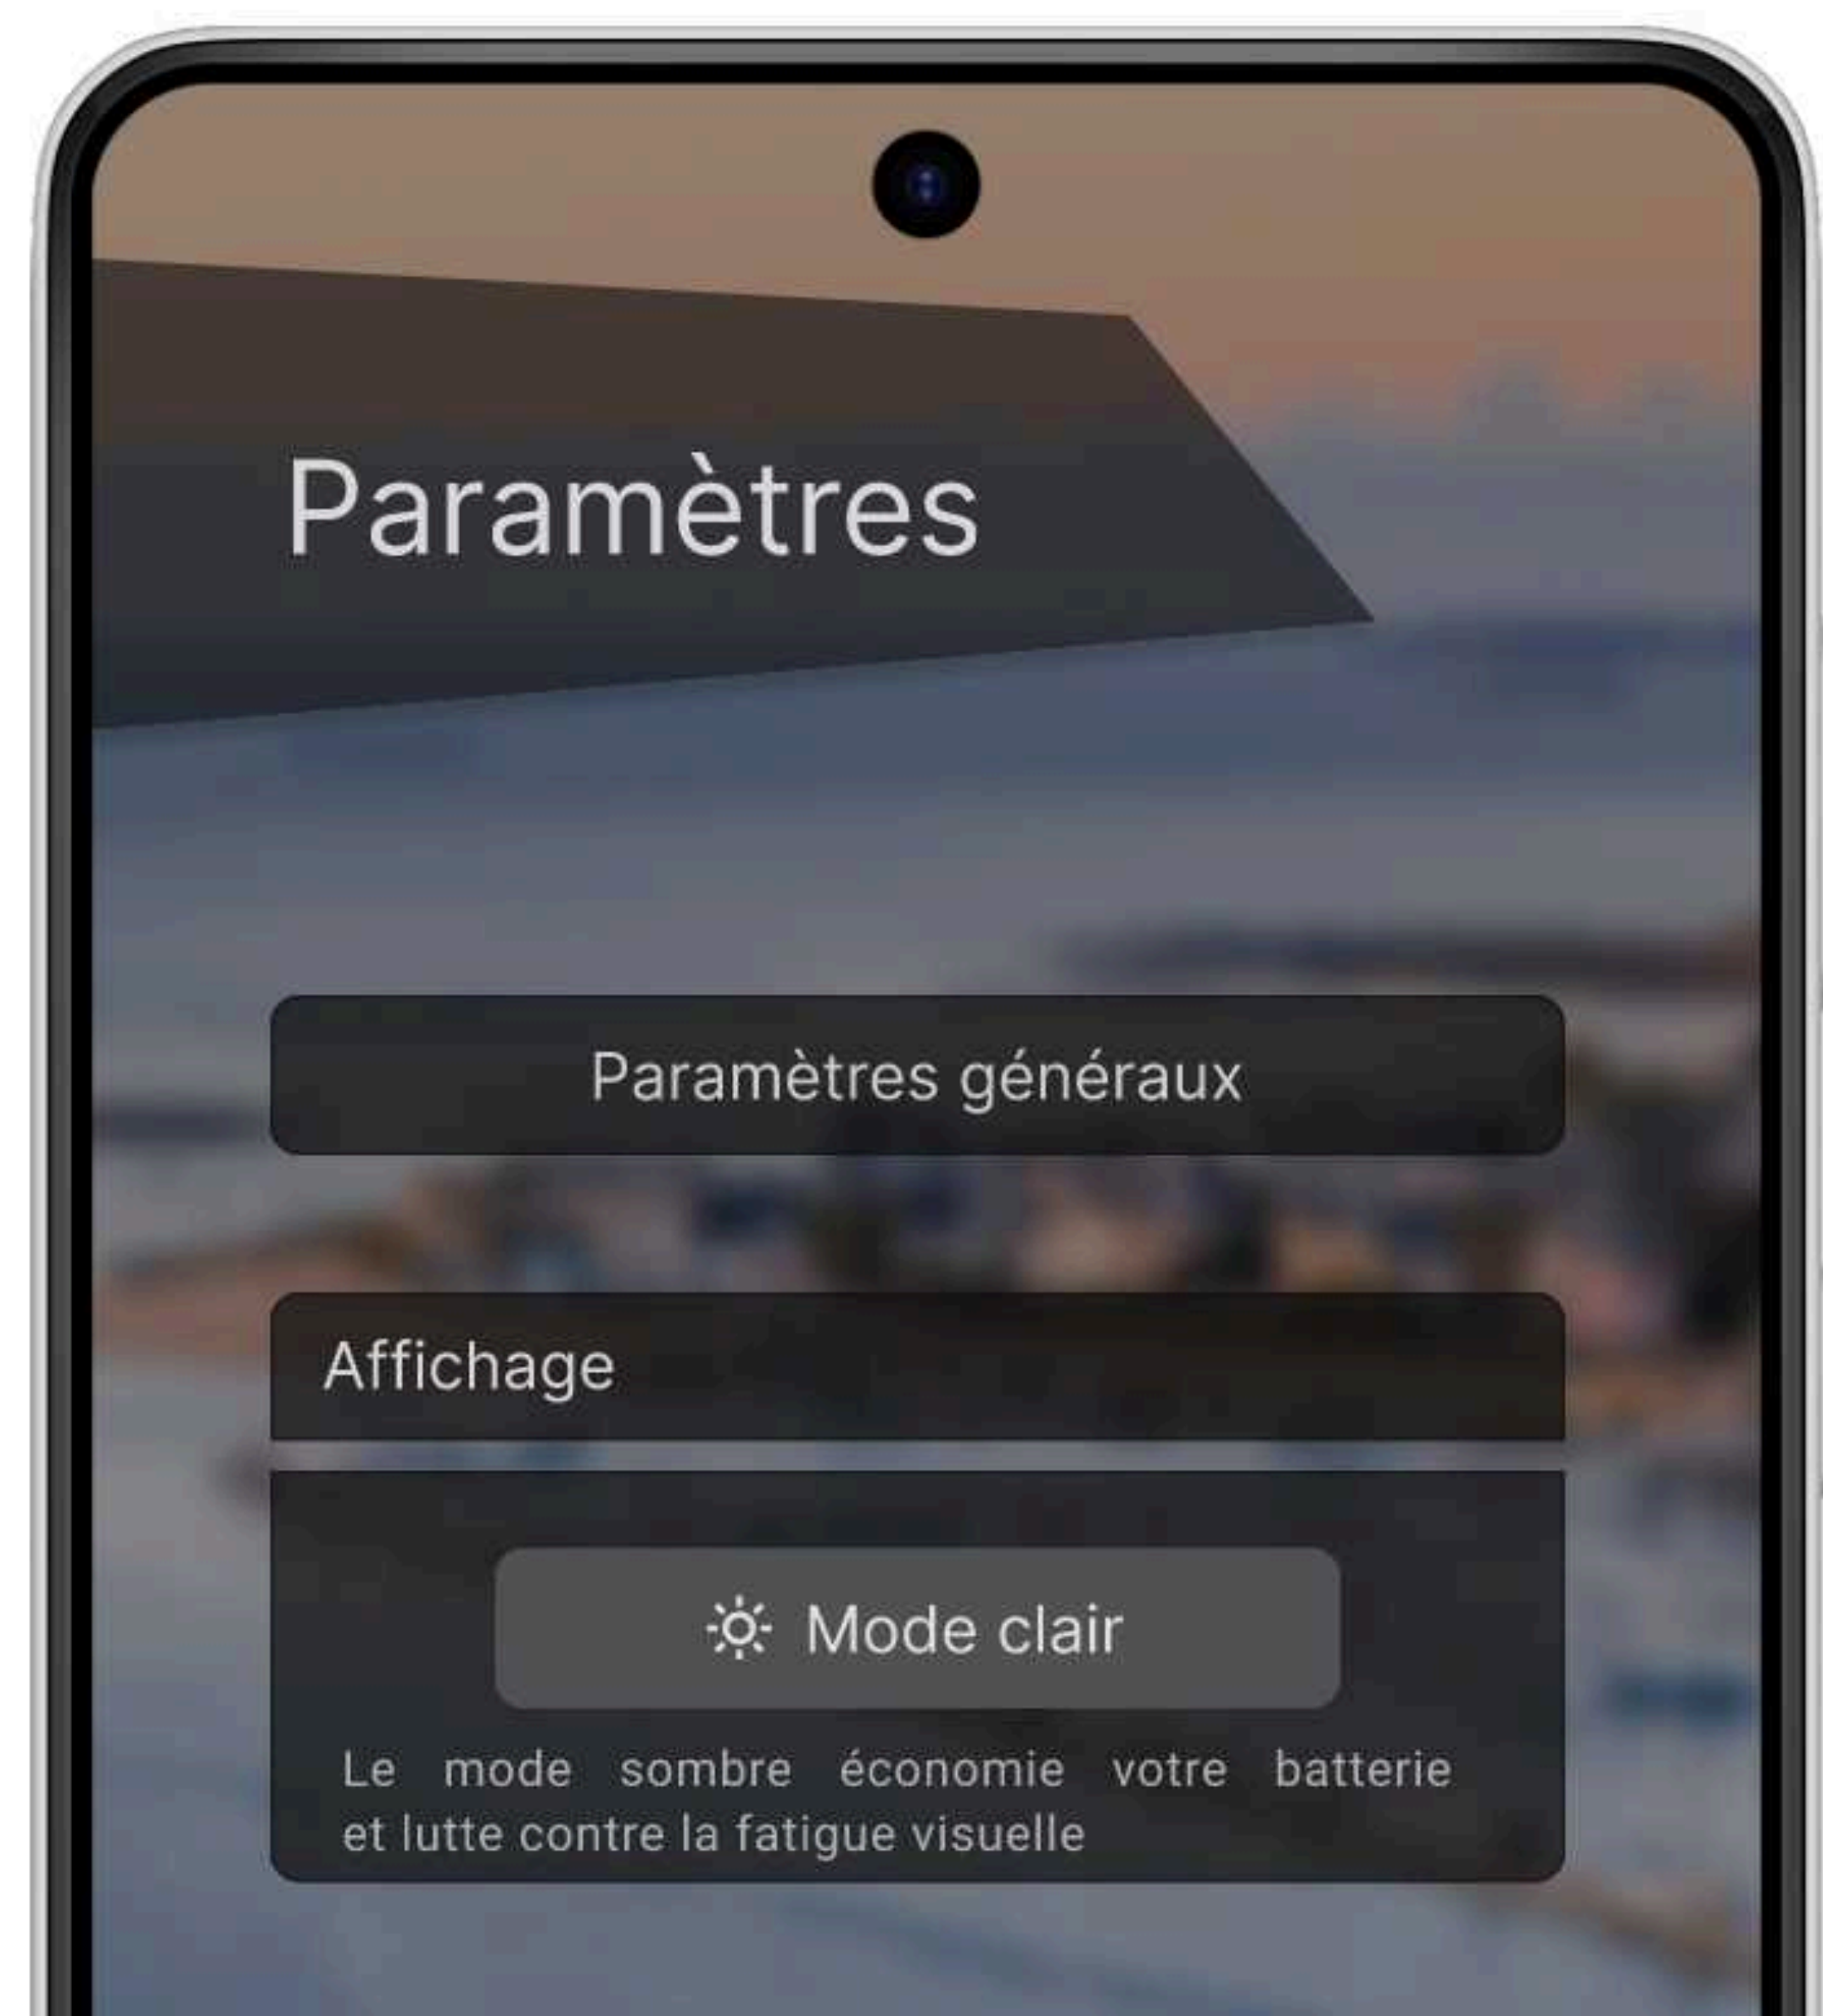 Paramètres
Paramètres généraux
Affichage
Mode clair
Le mode sombre économie votre batterie
et lutte contre la fatigue visuelle